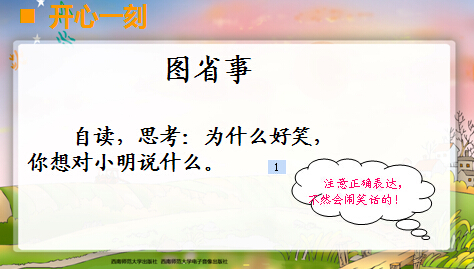 开心一刻
图省事
自读，思考：为什么好笑，
你想对小明说什么。
1
注意正确表达，
不然会闹笑话的！
西南师范大学出版社 西南师范大学电子音像出版社